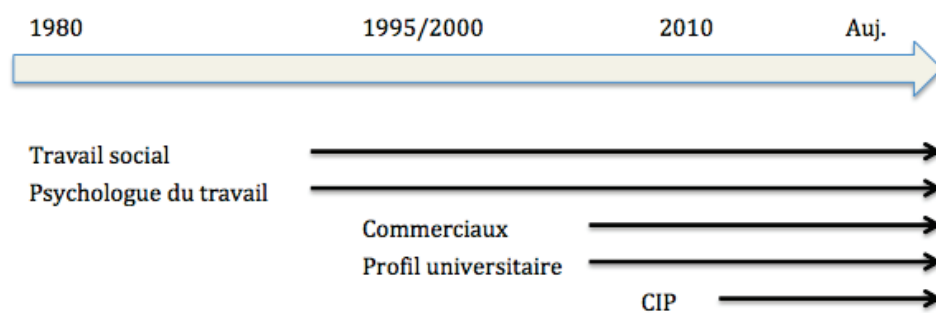 1980 1995/2000 2010 Auj.
Travail social
Psychologue du travail
Commerciaux
Profil universitaire
CIP